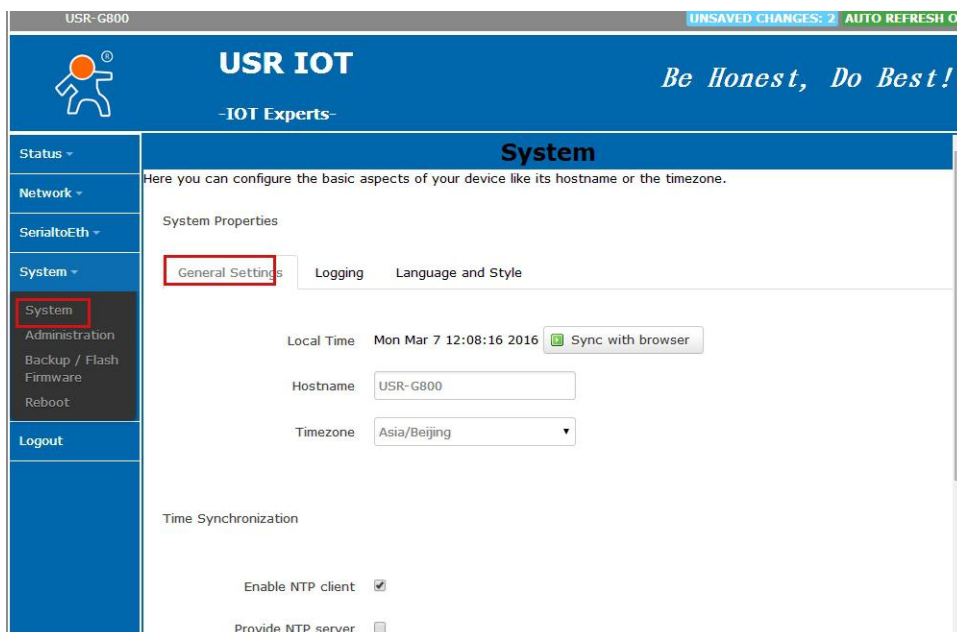 USR-G800
UNSAVED CHANGES: 2 AUTO REFRESH O
®
USR IOT
Be Honest, Do Best!
-IOT Experts-
Status
System
Here you can configure the basic aspects of your device like its hostname or the timezone.
Network
System Properties
SerialtoEth
System
General Settings Logging Language and Style
System
Administration
Backup / Flash
Firmware
Reboot
Logout
Local Time Mon Mar 7 12:08:16 2016 Sync with browser
Hostname USR-G800
Timezone Asia/Beijing
Time Synchronization
Enable NTP client
Provide NTP server